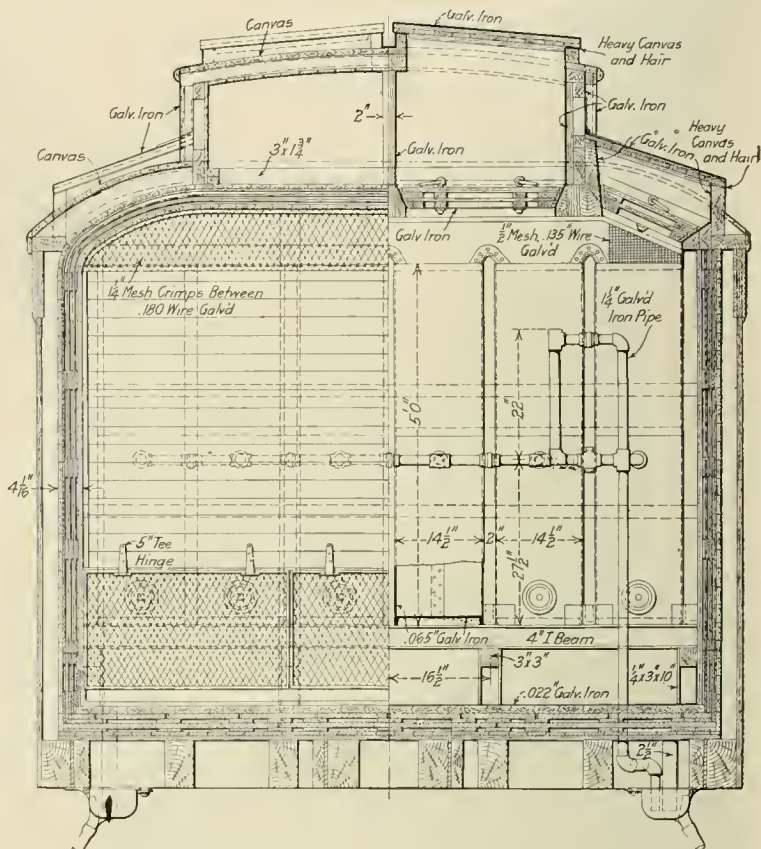 Canvas
Galv. Iron
Canvas
Heavy Canvas
and Hair
Galv. Iron
Galv. Iron
2"
Galv. Iron
Heavy
Canvas
and Hair
Galv. Iron
Canvas
3"x1 3/4"
Galv. Iron
1/2" Mesh, .135" Wire
Galv'd
1 1/4" Mesh Crimps Between
.180 Wire Galv'd
1 1/4" Galv'd
Iron Pipe
5'0"
22"
4 1/16"
5" Tee
Hinge
14 1/2"
2"
14 1/2"
27 1/2"
.065" Galv. Iron
4" I Beam
3"x3"
16 1/2"
1/4"x3"x10"
.022" Galv. Iron
2 1/2"